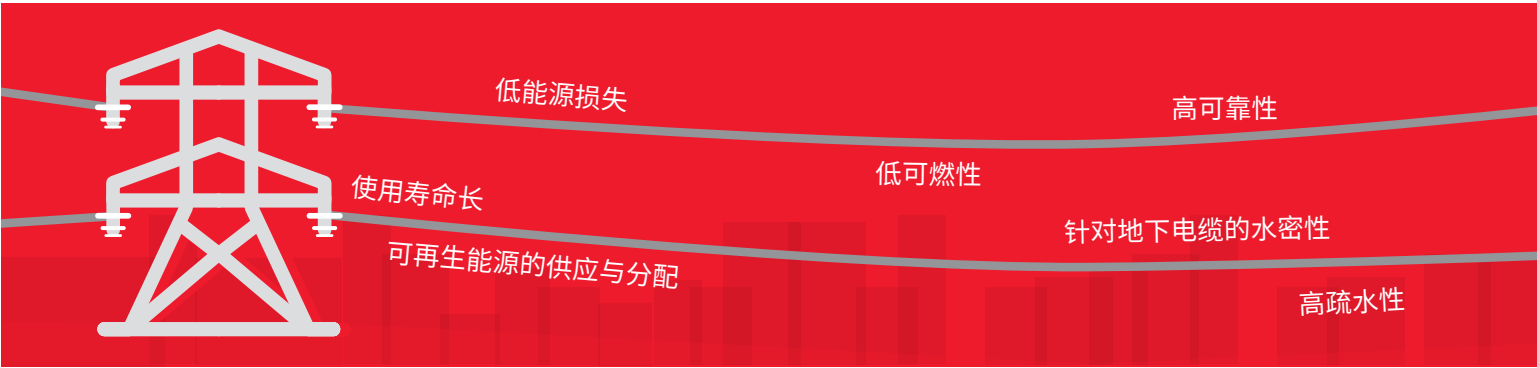 低能源损失
高可靠性
低可燃性
使用寿命长
针对地下电缆的水密性
可再生能源的供应与分配
高疏水性